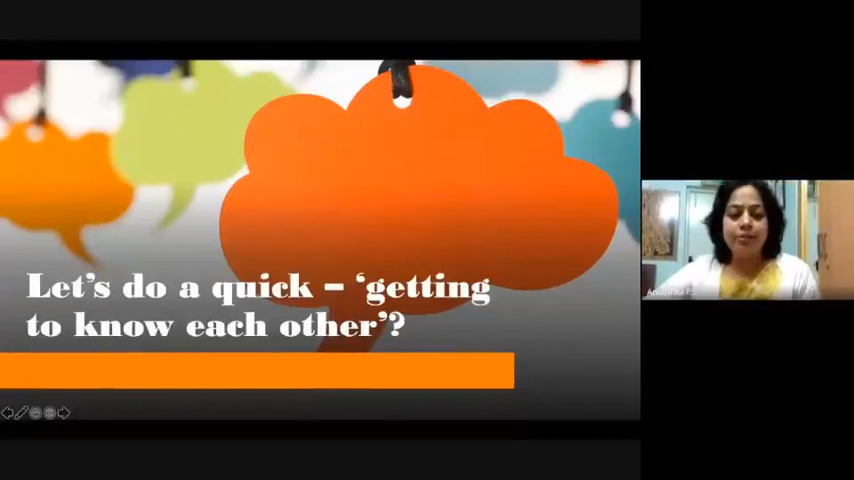 Let's do a quick – 'getting
to know each other'?